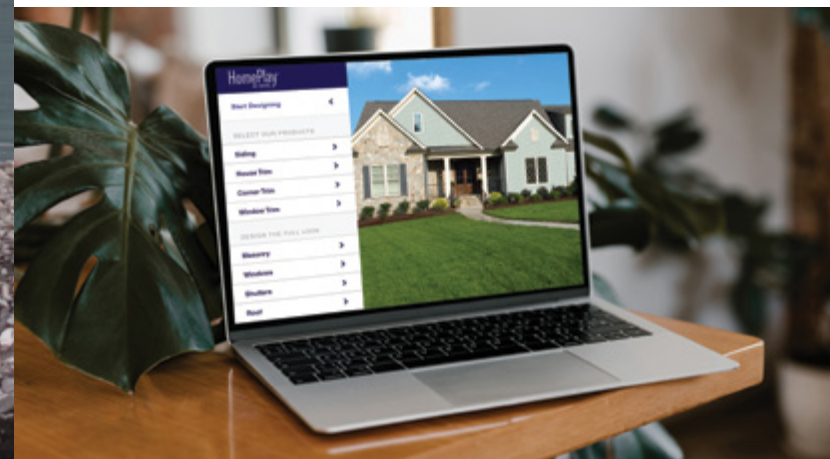 HomePlay
Start Designing
SELECT OUR PRODUCTS
Siding
House Trim
Corner Trim
Window Trim
DESIGN THE FULL LOOK
Masonry
Windows
Shutters
Roof